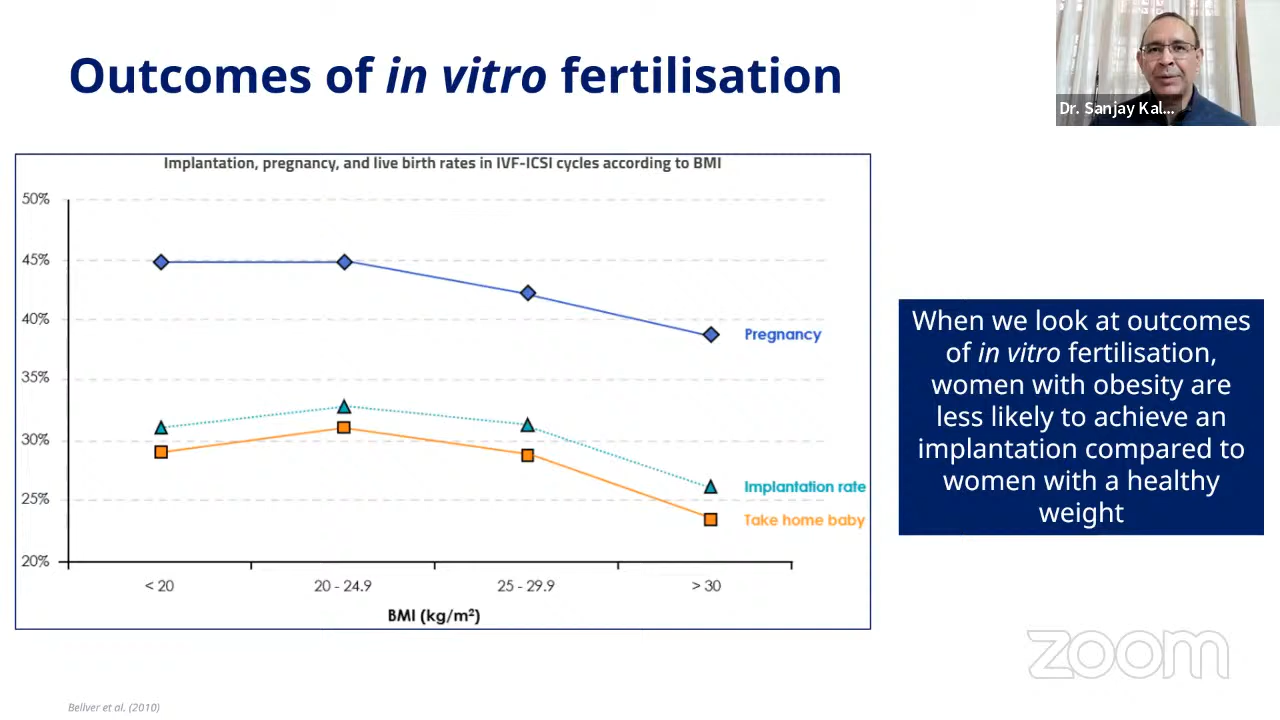 Outcomes of in vitro fertilisation
Dr. Sanjay Kal...
Implantation, pregnancy, and live birth rates in IVF-ICSI cycles according to BMI
50%
45%
40%
35%
30%
25%
20%
Pregnancy
Implantation rate
Take home baby
< 20
20 - 24.9
25 - 29.9
> 30
BMI (kg/m²)
When we look at outcomes
of in vitro fertilisation,
women with obesity are
less likely to achieve an
implantation compared to
women with a healthy
weight
zoom
Bellver et al. (2010)